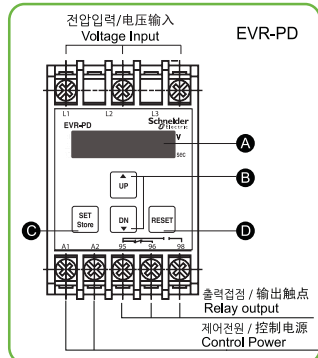 전압입력/电压输入
Voltage Input
EVR-PD
L1 L2 L3
EVR-PD
Schneider
Electric
V
sec
A
UP
B
SET
Store
DN
RESET
C
D
A1 A2 95 96 98
출력접점 / 输出触点
Relay output
제어전원 / 控制电源
Control Power